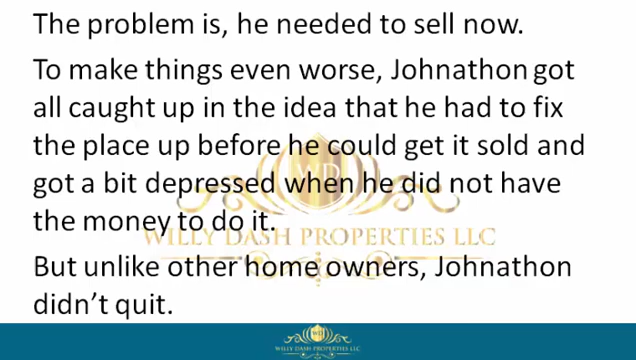 The problem is, he needed to sell now.
To make things even worse, Johnathon got
all caught up in the idea that he had to fix
the place up before he could get it sold and
got a bit depressed when he did not have
the money to do it.
WILLY DASH PROPERTIES LLC
But unlike other home owners, Johnathon
didn’t quit.
WILLY DASH PROPERTIES LLC